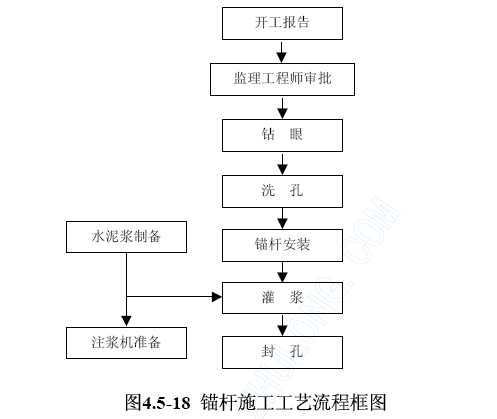 开工报告
监理工程师审批
钻 眼
洗 孔
水泥浆制备
锚杆安装
灌 浆
注浆机准备
封 孔
图4.5-18 锚杆施工工艺流程框图